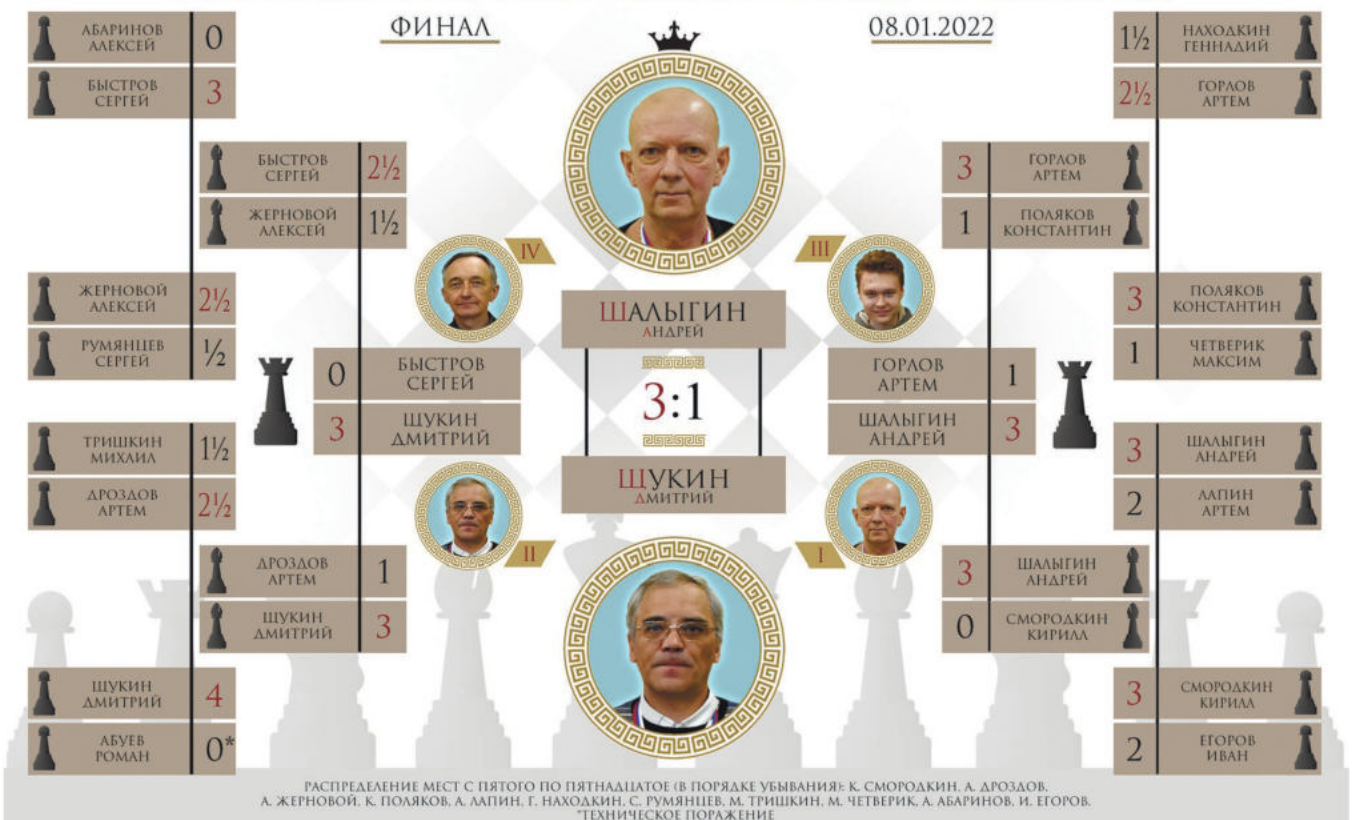 ФИНАЛ
08.01.2022
АБАРИНОВ
АЛЕКСЕЙ
0
БЫСТРОВ
СЕРГЕЙ
3
БЫСТРОВ
СЕРГЕЙ
2½
ЖЕРНОВОЙ
АЛЕКСЕЙ
1½
ЖЕРНОВОЙ
АЛЕКСЕЙ
2½
РУМЯНЦЕВ
СЕРГЕЙ
½
0
БЫСТРОВ
СЕРГЕЙ
3
ЩУКИН
ДМИТРИЙ
ТРИШКИН
МИХАИЛ
1½
ДРОЗДОВ
АРТЕМ
2½
ДРОЗДОВ
АРТЕМ
1
ЩУКИН
ДМИТРИЙ
3
ЩУКИН
ДМИТРИЙ
4
АБУЕВ
РОМАН
0*
IV
II
ШАЛЫГИН
АНДРЕЙ
3:1
ЩУКИН
ДМИТРИЙ
III
I
1½
НАХОДКИН
ГЕННАДИЙ
2½
ГОРЛОВ
АРТЕМ
3
ГОРЛОВ
АРТЕМ
1
ПОЛЯКОВ
КОНСТАНТИН
3
ПОЛЯКОВ
КОНСТАНТИН
1
ЧЕТВЕРИК
МАКСИМ
ГОРЛОВ
АРТЕМ
1
ШАЛЫГИН
АНДРЕЙ
3
3
ШАЛЫГИН
АНДРЕЙ
2
ЛАПИН
АРТЕМ
3
ШАЛЫГИН
АНДРЕЙ
0
СМОРОДКИН
КИРИЛЛ
3
СМОРОДКИН
КИРИЛЛ
2
ЕГОРОВ
ИВАН
РАСПРЕДЕЛЕНИЕ МЕСТ С ПЯТОГО ПО ПЯТНАДЦАТОЕ (В ПОРЯДКЕ УБЫВАНИЯ): К. СМОРОДКИН, А. ДРОЗДОВ,
А. ЖЕРНОВОЙ, К. ПОЛЯКОВ, А. ЛАПИН, Г. НАХОДКИН, С. РУМЯНЦЕВ, М. ТРИШКИН, М. ЧЕТВЕРИК, А. АБАРИНОВ, И. ЕГОРОВ.
*ТЕХНИЧЕСКОЕ ПОРАЖЕНИЕ